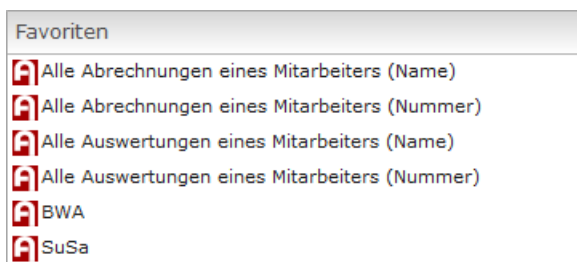 Favoriten
Alle Abrechnungen eines Mitarbeiters (Name)
Alle Abrechnungen eines Mitarbeiters (Nummer)
Alle Auswertungen eines Mitarbeiters (Name)
Alle Auswertungen eines Mitarbeiters (Nummer)
BWA
SuSa